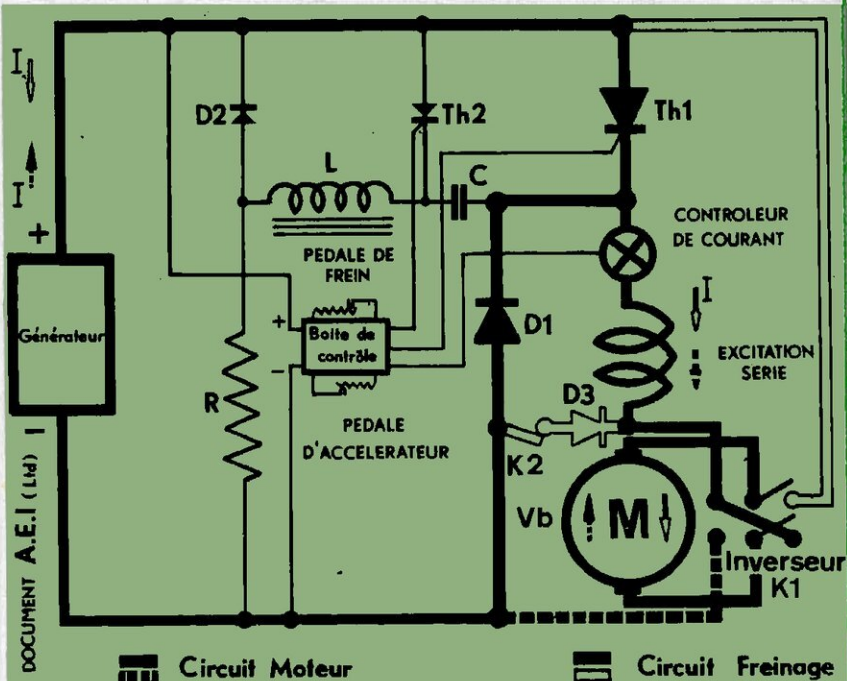 I
I
+
Générateur
−
DOCUMENT A.E.I (Ltd)
D2
Th2
Th1
L
C
PEDALE DE
FREIN
CONTROLEUR
DE COURANT
+
Boite de
contrôle
−
R
PEDALE
D'ACCELERATEUR
D1
I
EXCITATION
SERIE
D3
K2
Vb
M
Inverseur
K1
Circuit Moteur
Circuit Freinage